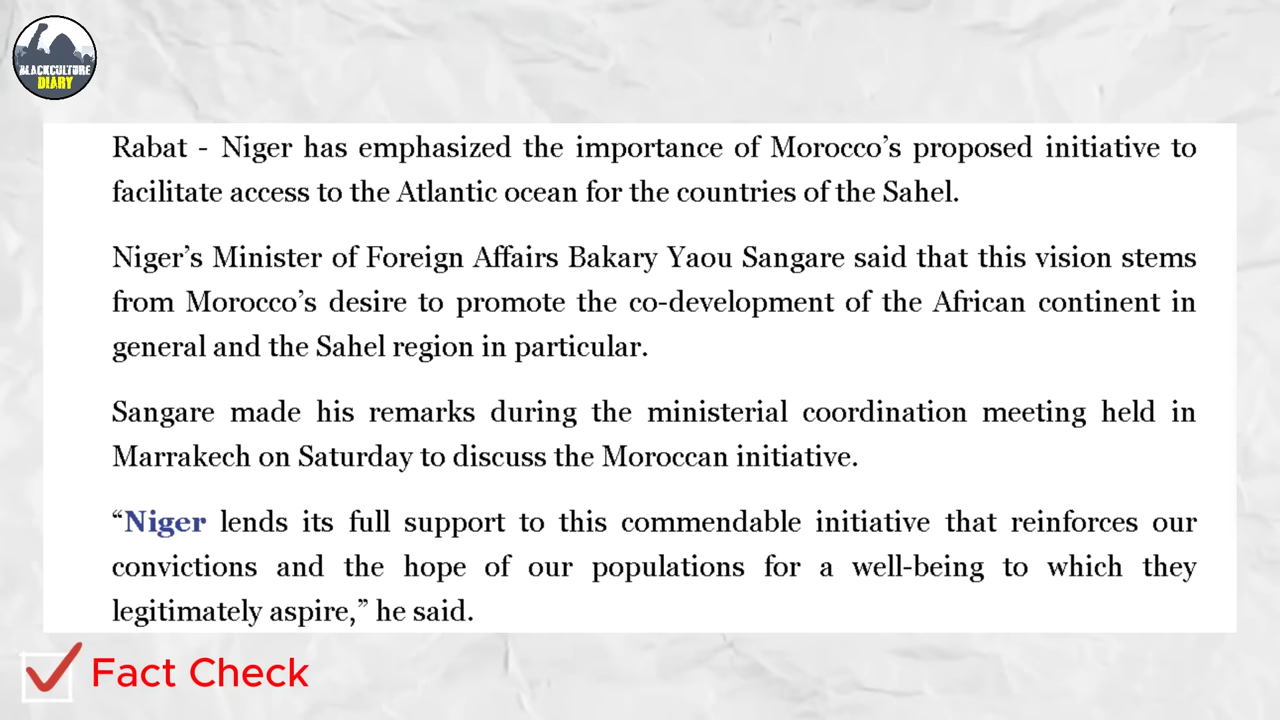 BLACKCULTURE
DIARY
Rabat - Niger has emphasized the importance of Morocco’s proposed initiative to
facilitate access to the Atlantic ocean for the countries of the Sahel.
Niger’s Minister of Foreign Affairs Bakary Yaou Sangare said that this vision stems
from Morocco’s desire to promote the co-development of the African continent in
general and the Sahel region in particular.
Sangare made his remarks during the ministerial coordination meeting held in
Marrakech on Saturday to discuss the Moroccan initiative.
“Niger lends its full support to this commendable initiative that reinforces our
convictions and the hope of our populations for a well-being to which they
legitimately aspire,” he said.
Fact Check